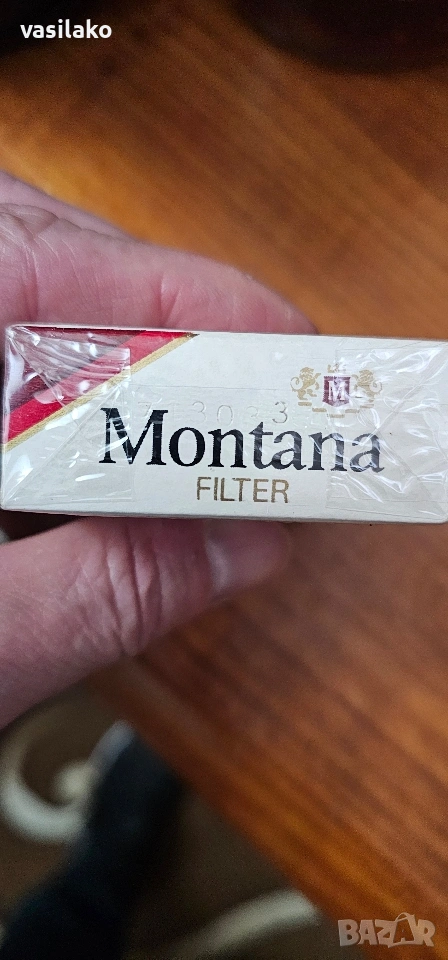 vasilako
M
Montana
FILTER
BAZAR